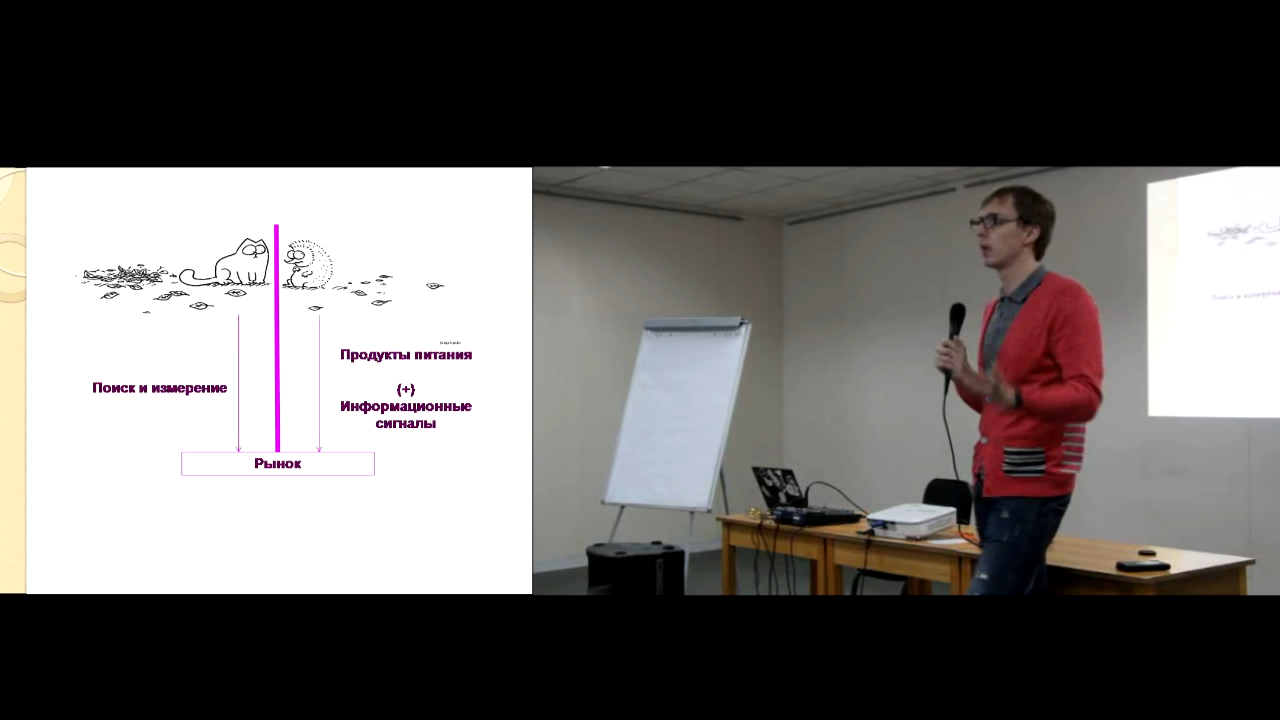 Продукты питания
Поиск и измерение
(+)
Информационные
сигналы
Рынок